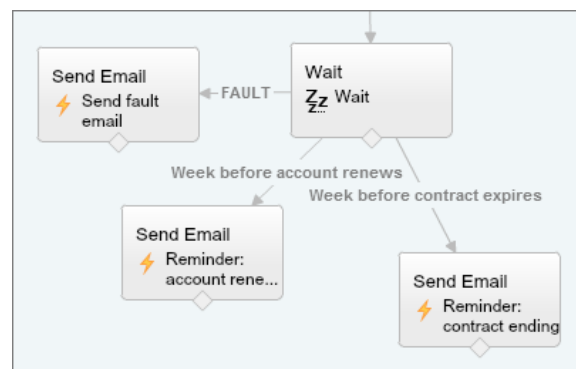 Send Email
Send fault
email
FAULT
Wait
Zzz... Wait
Week before account renews
Week before contract expires
Send Email
Reminder:
account rene...
Send Email
Reminder:
contract ending